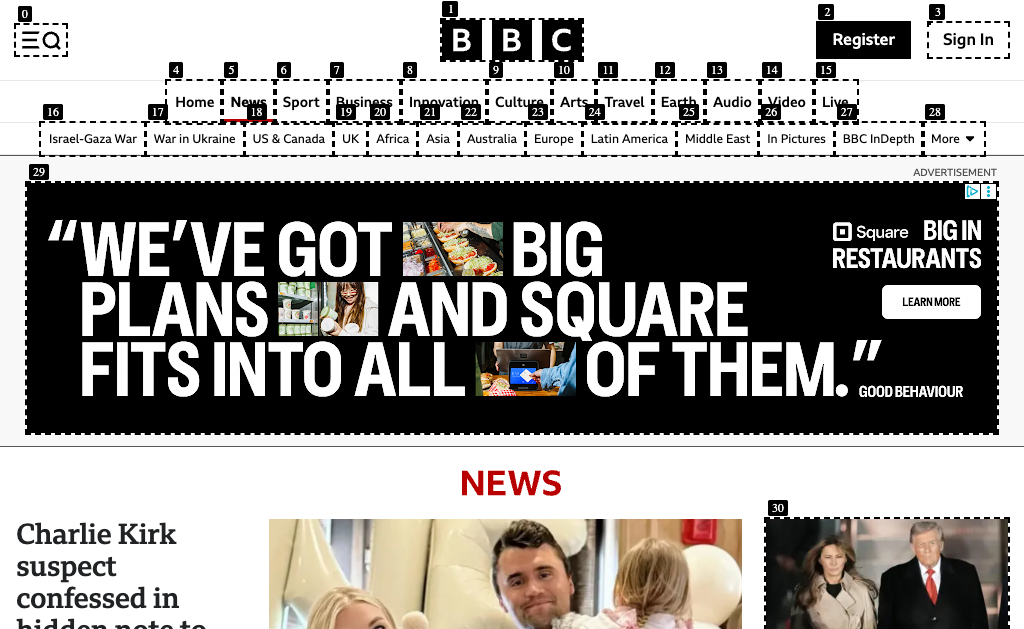 0
1
2
3
BBC
Register
Sign In
4
5
6
7
8
9
10
11
12
13
14
15
Home
News
Sport
Business
Innovation
Culture
Arts
Travel
Earth
Audio
Video
Live
16
17
18
19
20
21
22
23
24
25
26
27
28
Israel-Gaza War
War in Ukraine
US & Canada
UK
Africa
Asia
Australia
Europe
Latin America
Middle East
In Pictures
BBC InDepth
More
29
ADVERTISEMENT
“WE’VE GOT BIG
PLANS AND SQUARE
FITS INTO ALL OF THEM.”
GOOD BEHAVIOUR
Square BIG IN
RESTAURANTS
LEARN MORE
NEWS
30
Charlie Kirk
suspect
confessed in
hidden note to